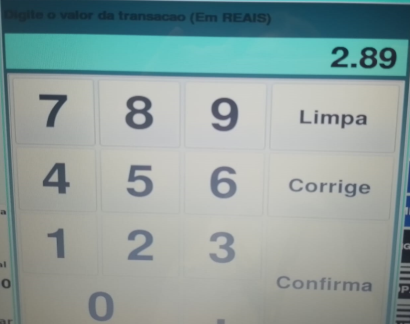 Digite o valor da transacao (Em REAIS)
2.89
7 8 9 Limpa
4 5 6 Corrige
1 2 3
Confirma
0 .